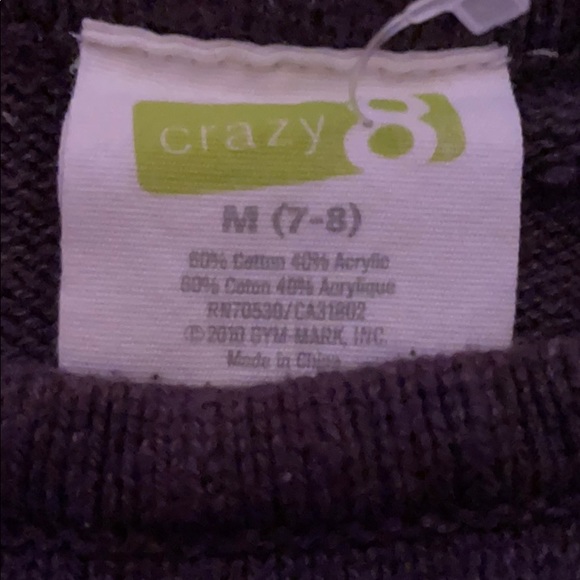 crazy 8
M (7-8)
60% Cotton 40% Acrylic
60% Coton 40% Acrylique
RN70530/CA31802
© 2010 GYM-MARK, INC.
Made in China